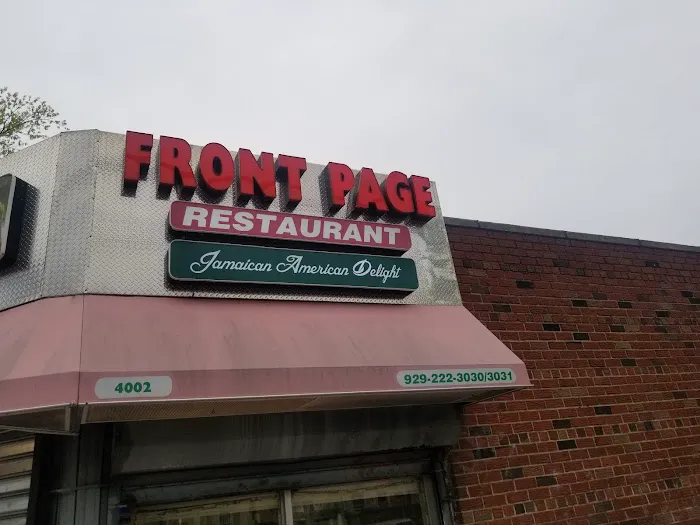 FRONT PAGE
RESTAURANT
Jamaican American Delight
4002
929-222-3030/3031